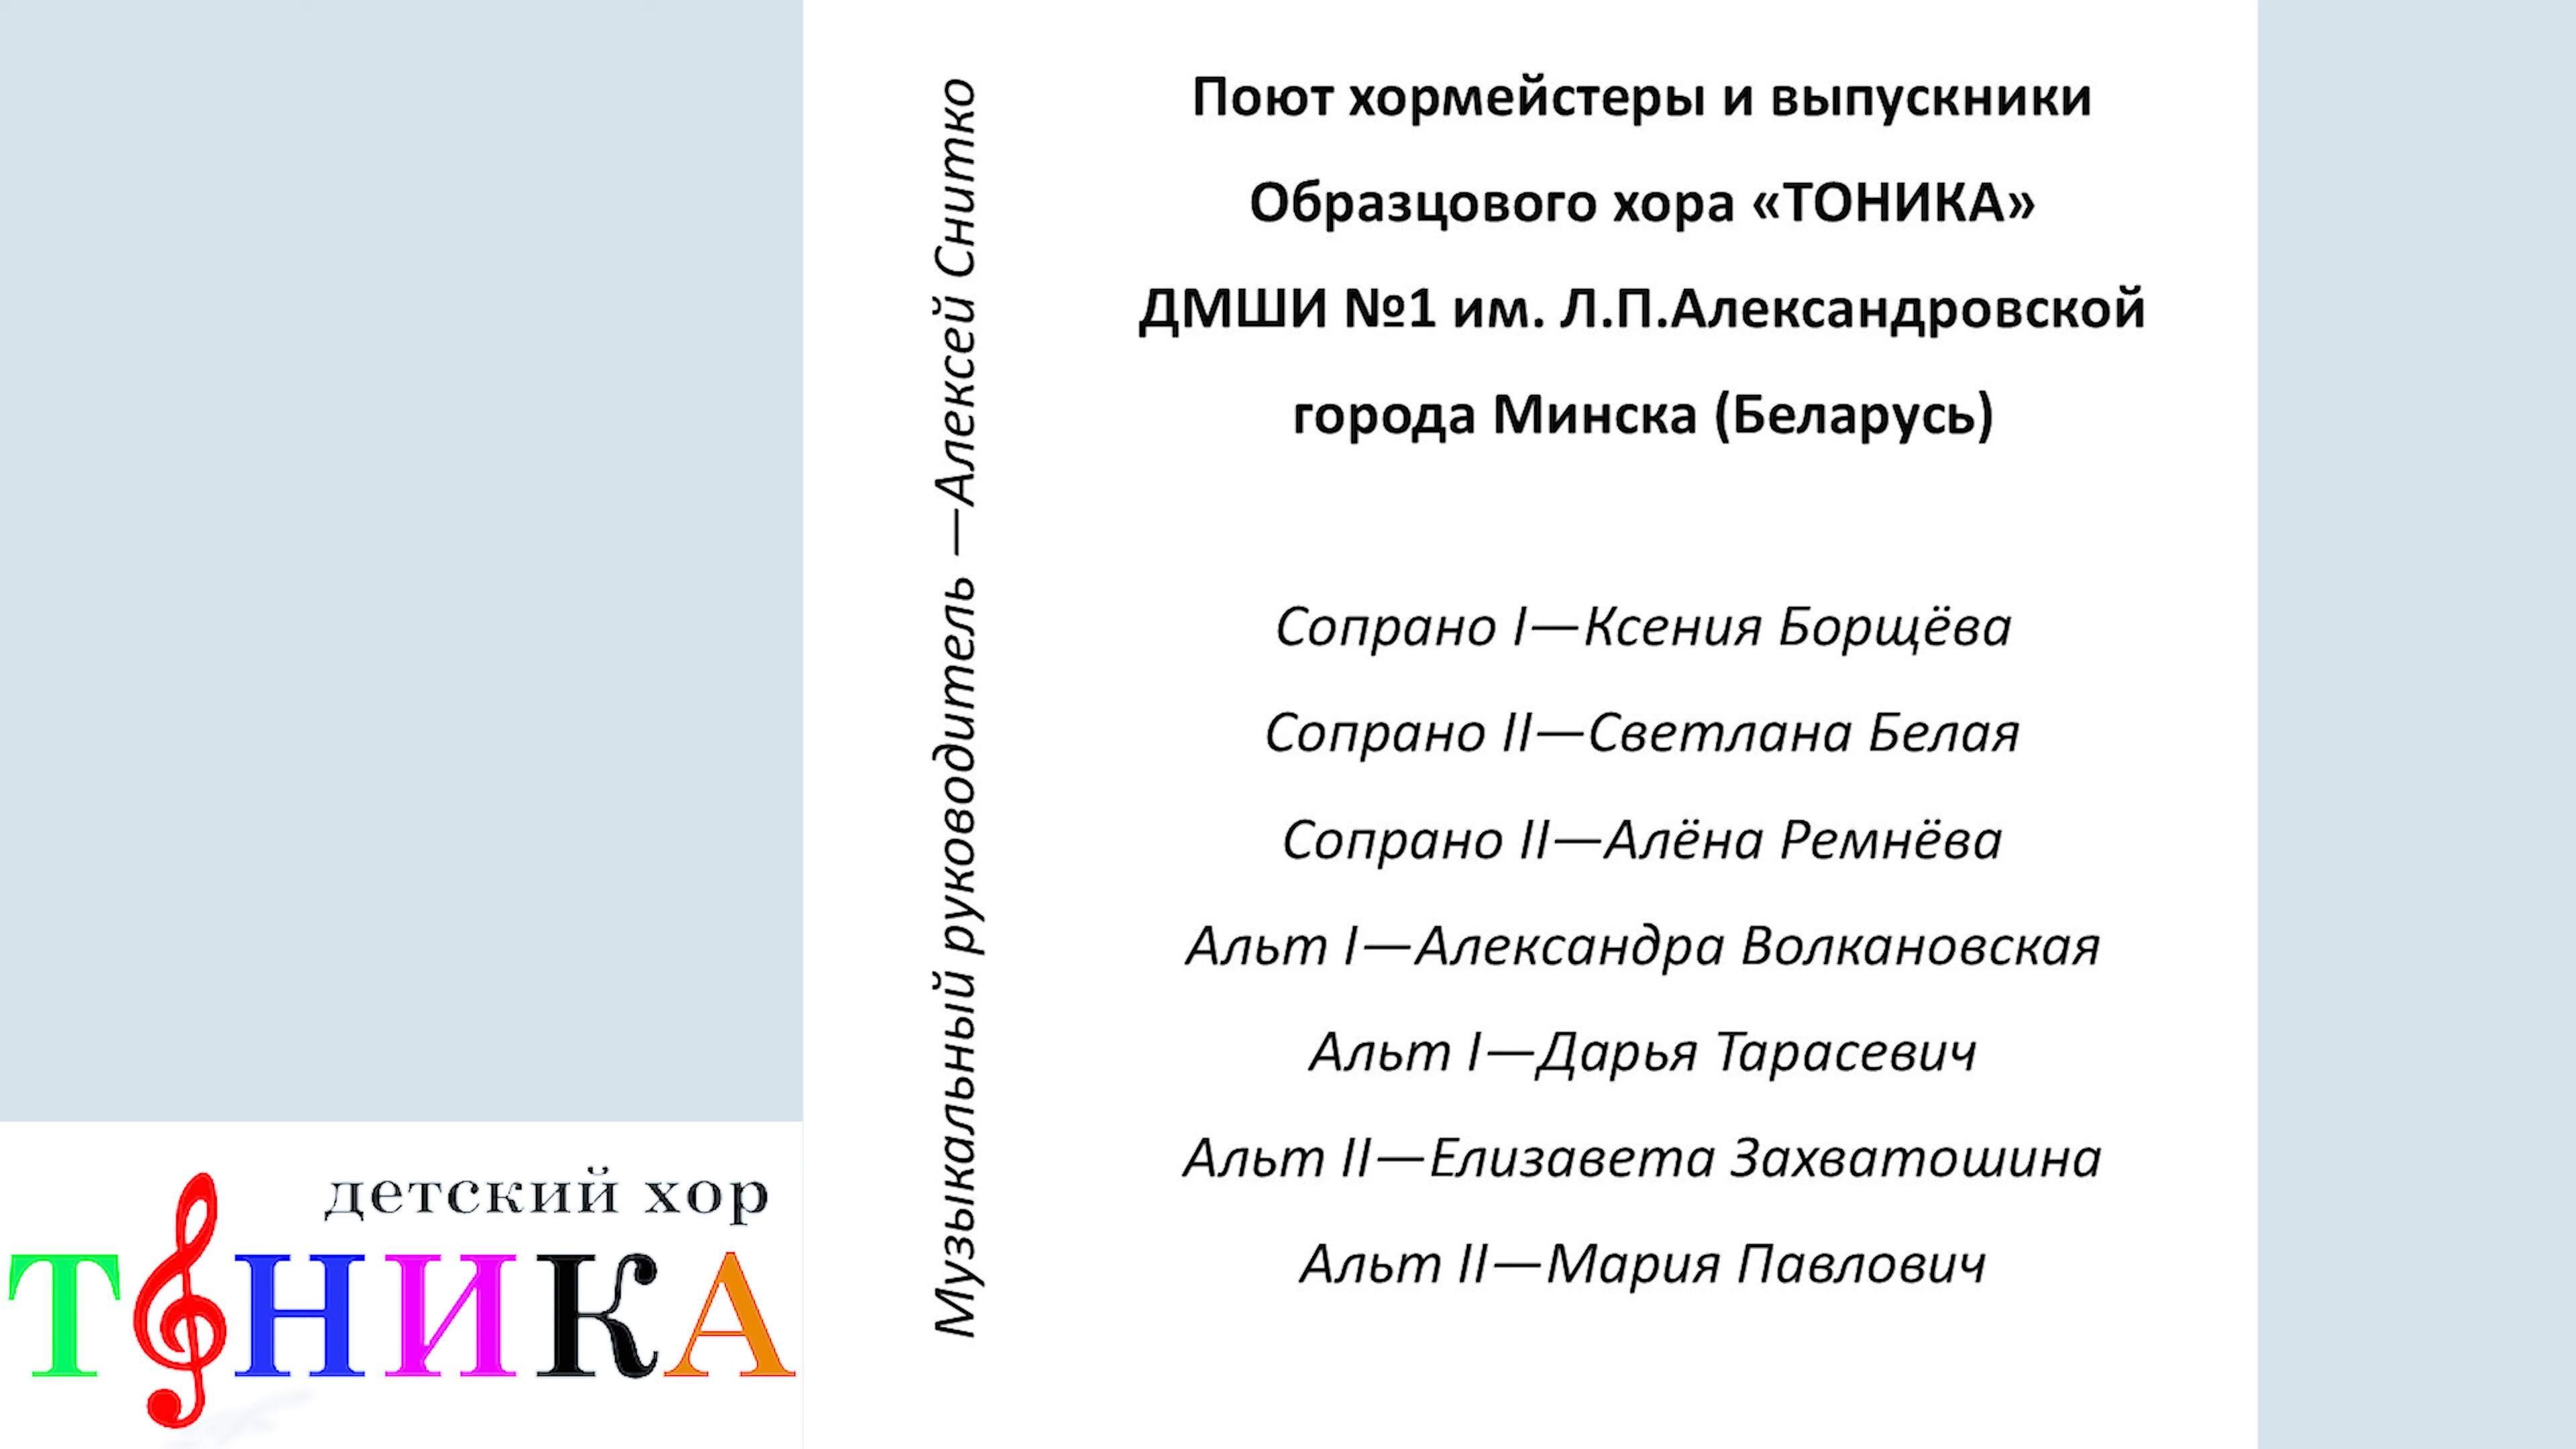 Поют хормейстеры и выпускники
Образцового хора «ТОНИКА»
ДМШИ №1 им. Л.П.Александровской
города Минска (Беларусь)
Музыкальный руководитель —Алексей Снитко
Сопрано I—Ксения Борщёва
Сопрано II—Светлана Белая
Сопрано II—Алёна Ремнёва
Альт I—Александра Волкановская
Альт I—Дарья Тарасевич
Альт II—Елизавета Захватошина
Альт II—Мария Павлович
детский хор
ТОНИКА